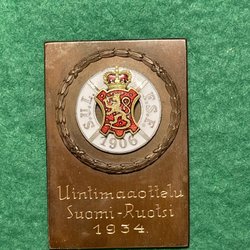 S.U.L. F.S.F.
1906
Uintimaaottelu
Suomi-Ruotsi
1934.